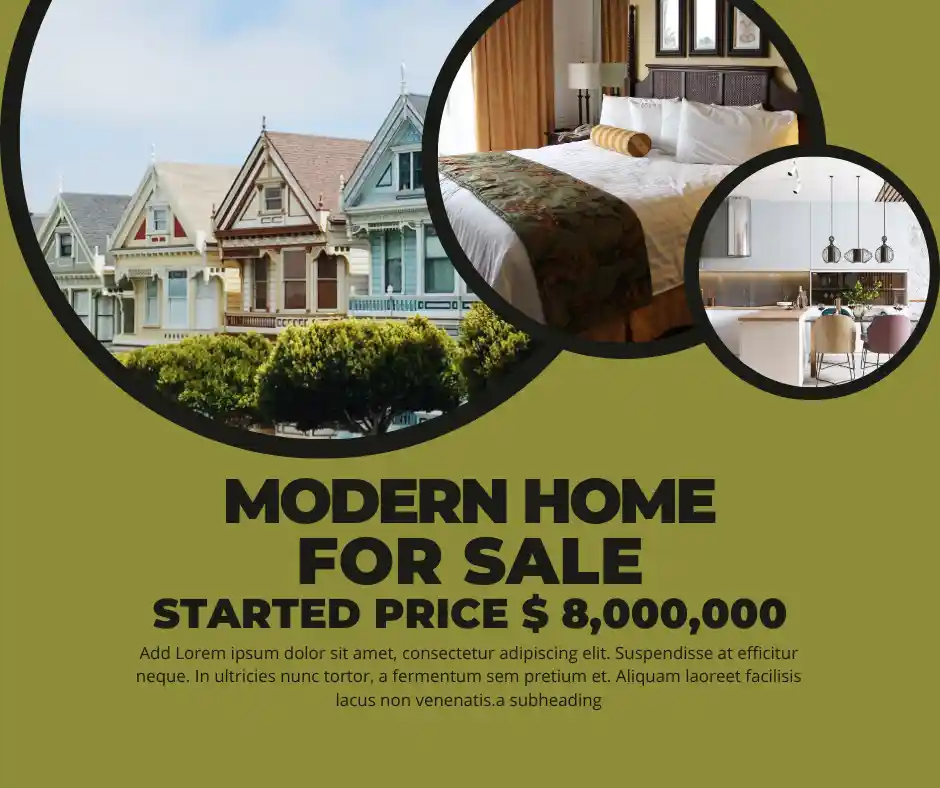 MODERN HOME
FOR SALE
STARTED PRICE $ 8,000,000
Add Lorem ipsum dolor sit amet, consectetur adipiscing elit. Suspendisse at efficitur
neque. In ultricies nunc tortor, a fermentum sem pretium et. Aliquam laoreet facilisis
lacus non venenatis.a subheading